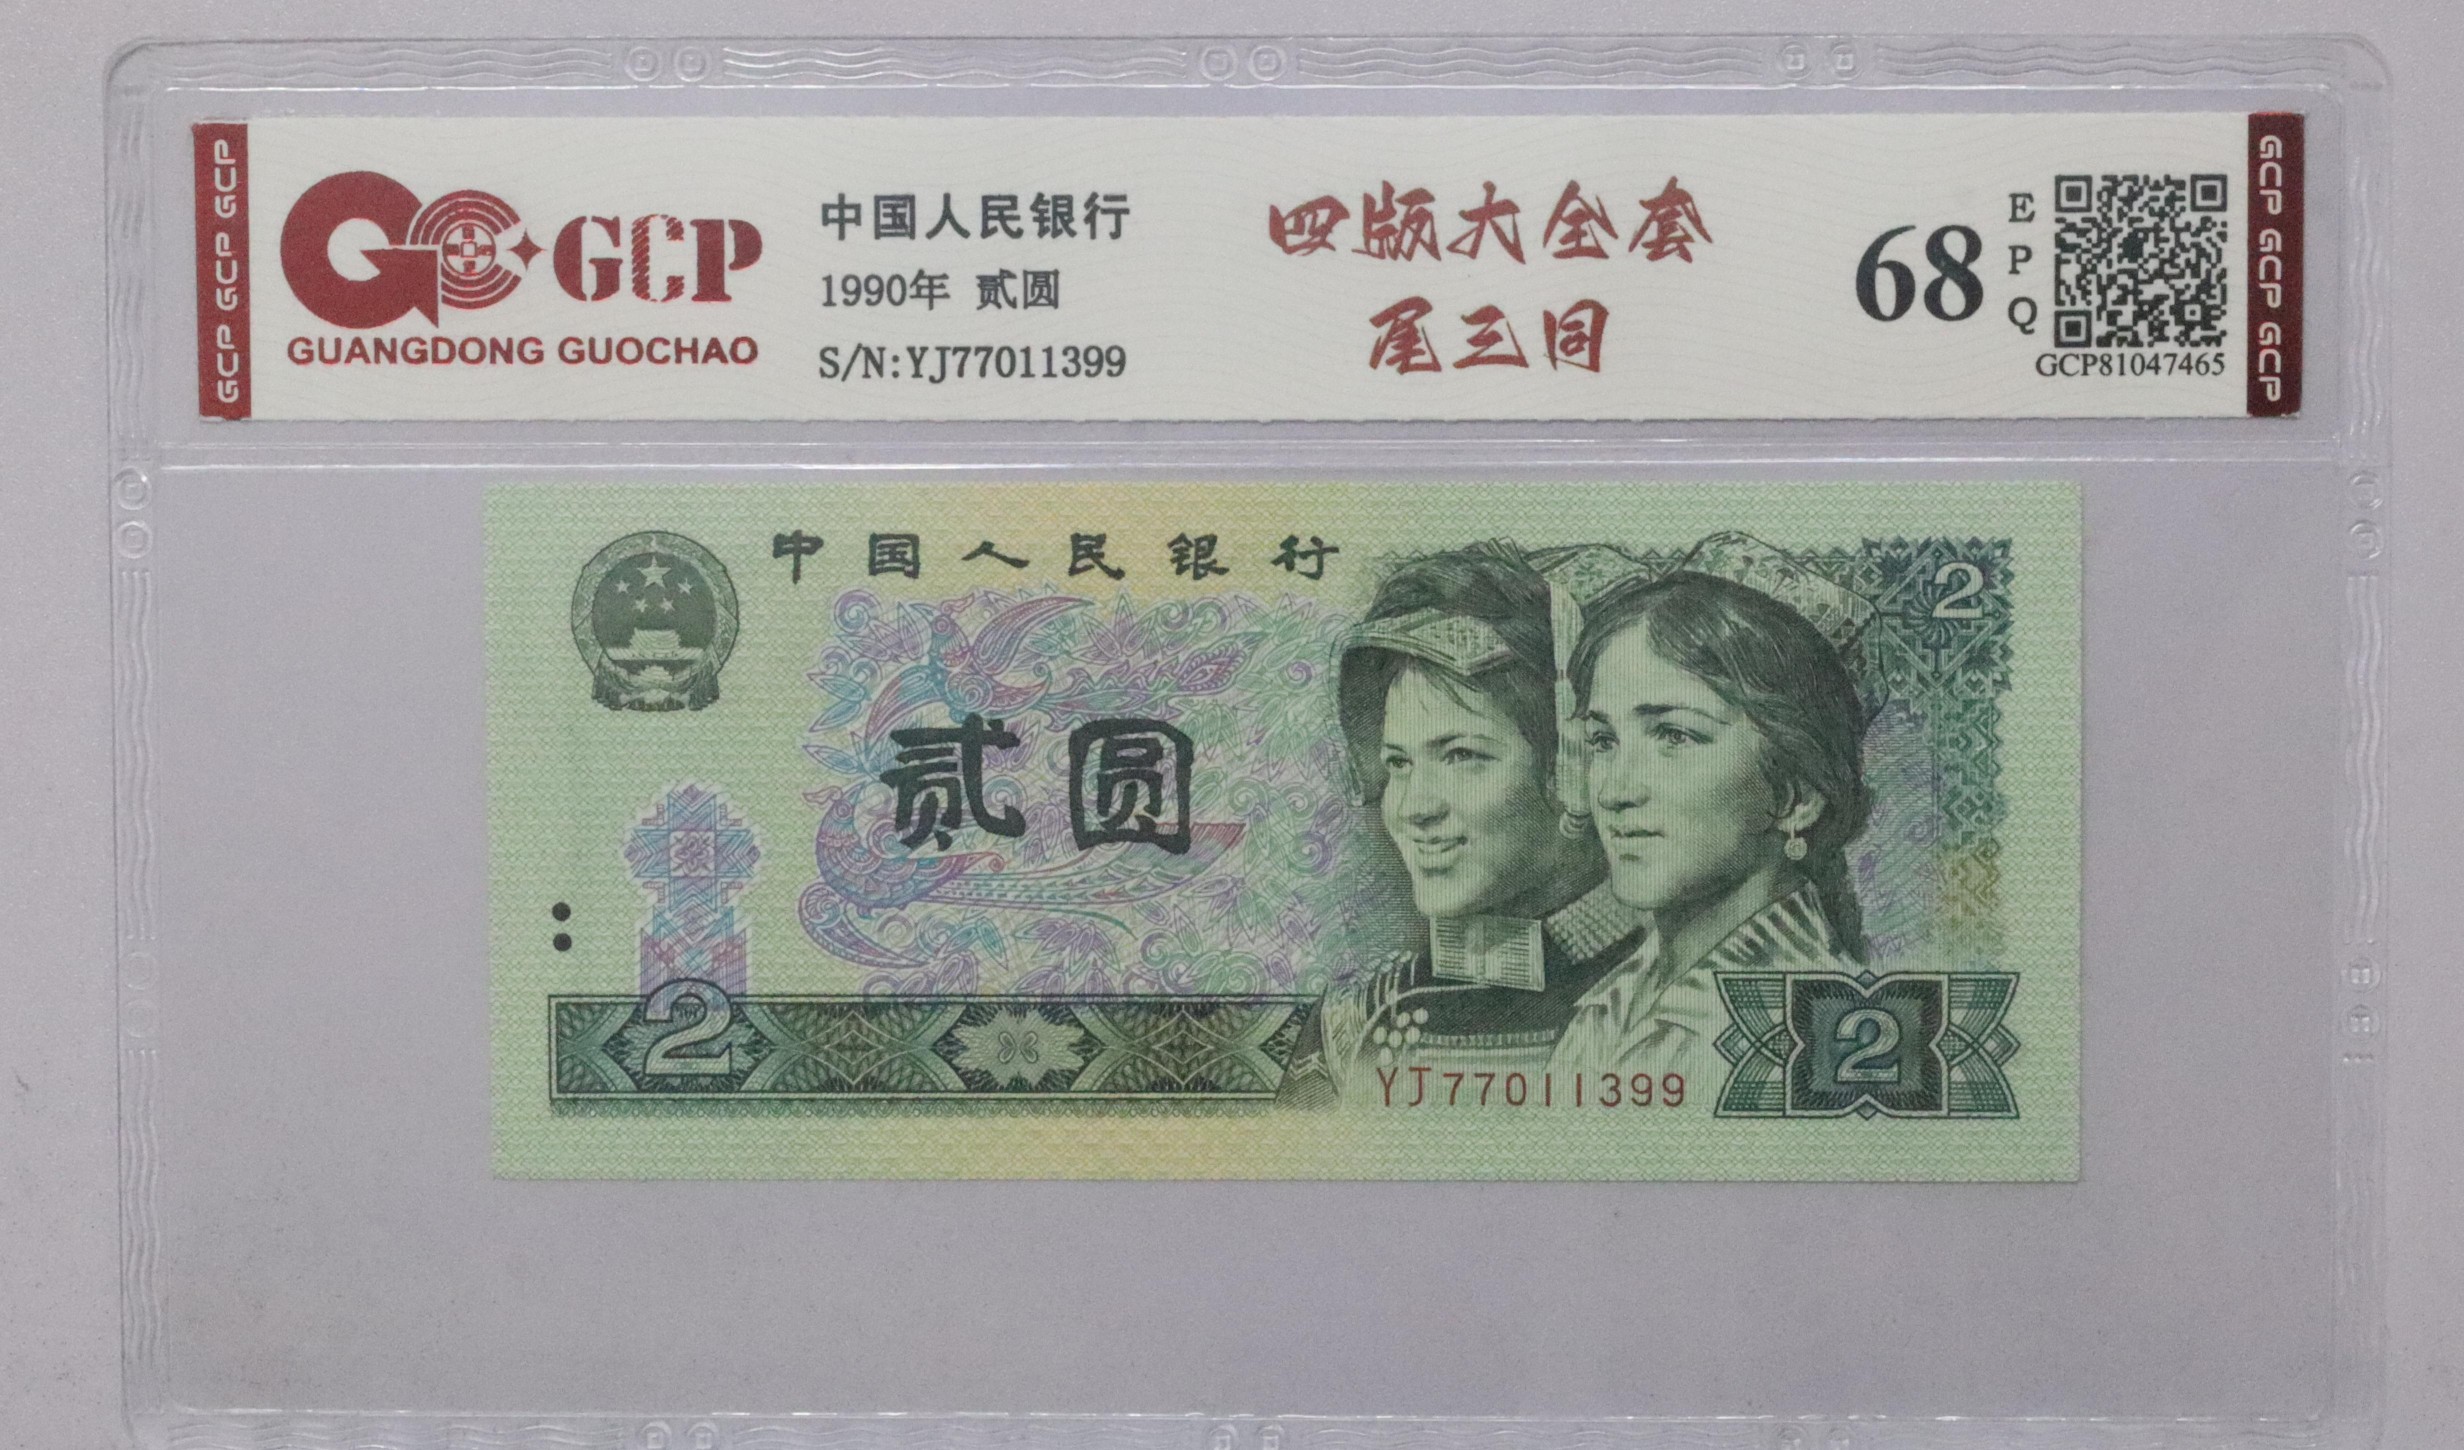 GCP GCP GCP
GCP
GUANGDONG GUOCHAO
中国人民银行
1990年 贰圆
S/N:YJ77011399
四版大全套
尾三同
68
EPQ
GCP81047465
GCP GCP GCP
中国人民银行
2
贰圆
2
YJ77011399
2